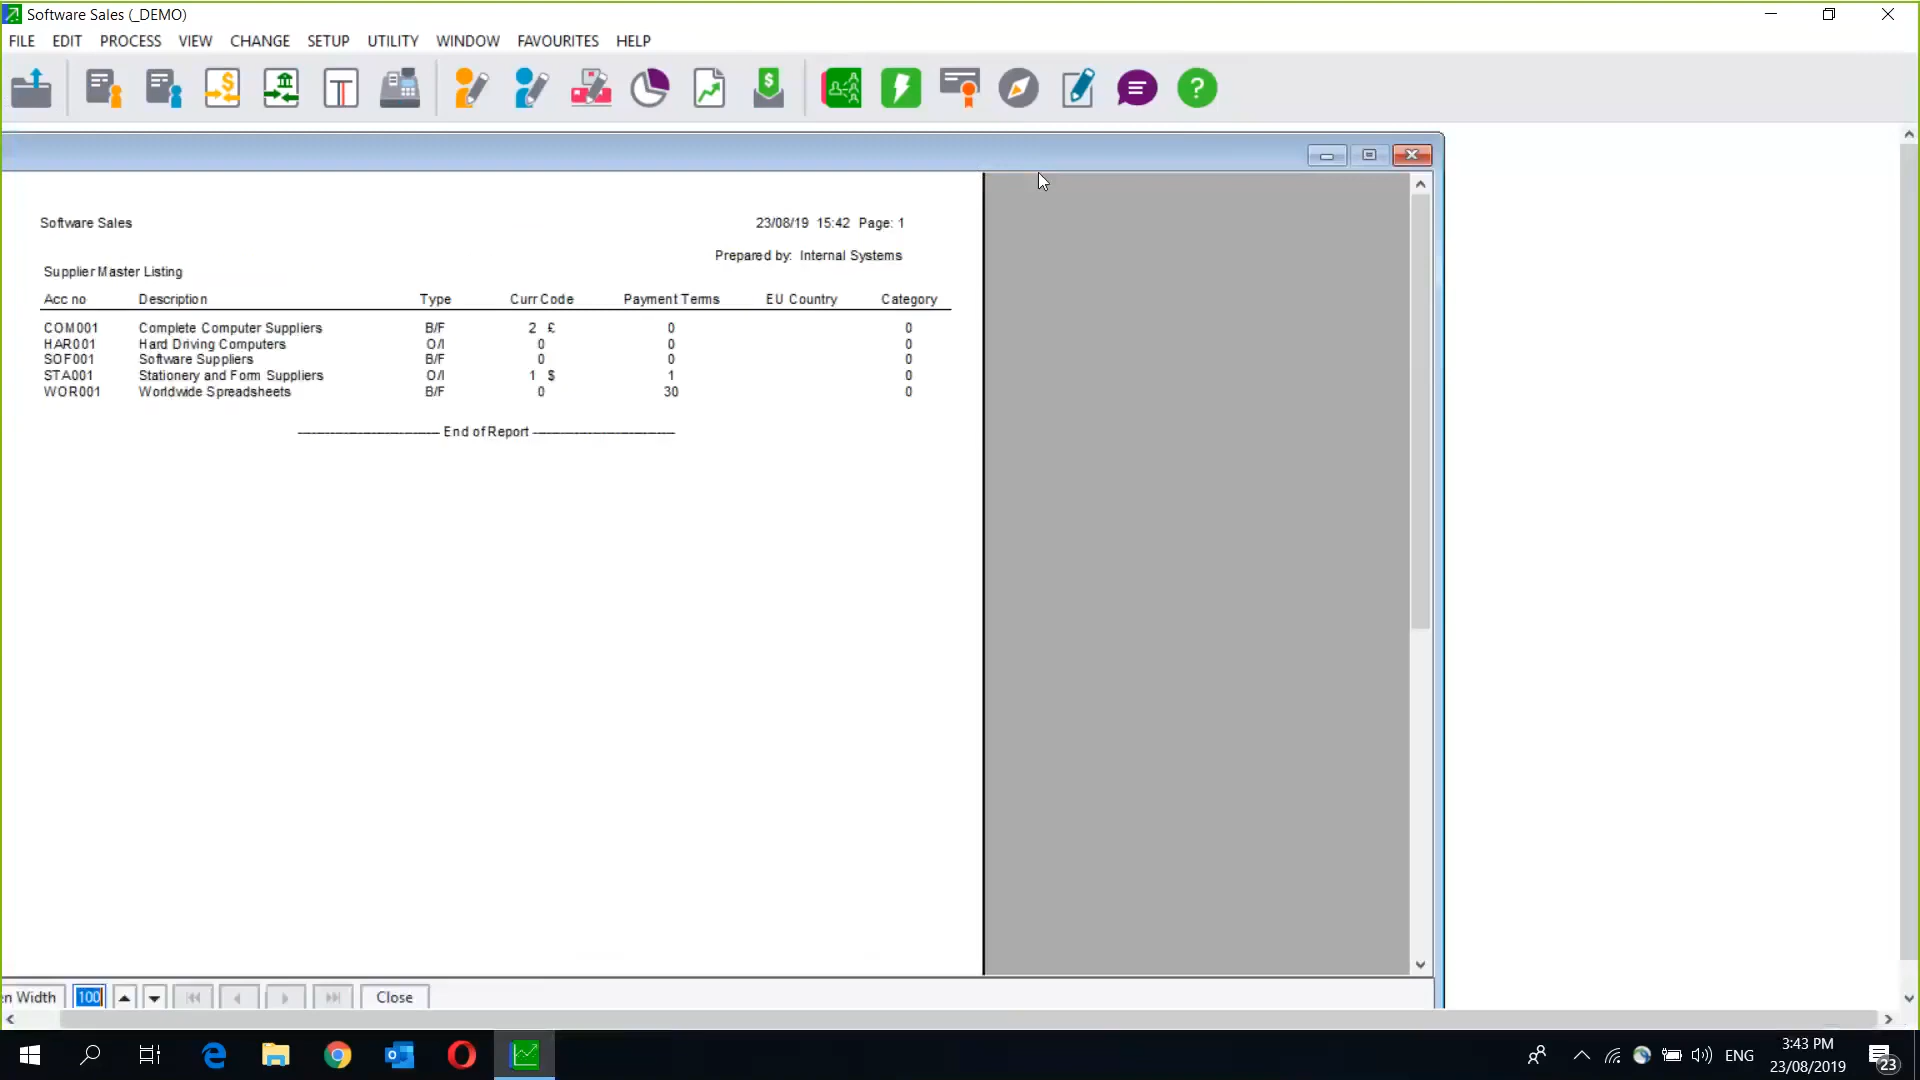 Software Sales (_DEMO)
FILE EDIT PROCESS VIEW CHANGE SETUP UTILITY WINDOW FAVOURITES HELP
Software Sales 23/08/19 15:42 Page: 1
Prepared by: Internal Systems
Supplier Master Listing
Acc no Description Type Curr Code Payment Terms EU Country Category
COM001 Complete Computer Suppliers B/F 2 £ 0 0
HAR001 Hard Driving Computers O/I 0 0 0
SOF001 Software Suppliers B/F 0 0 0
STA001 Stationery and Form Suppliers O/I 1 $ 1 0
WOR001 Worldwide Spreadsheets B/F 0 30 0
End of Report
en Width 100 Close
ENG 3:43 PM
23/08/2019 23